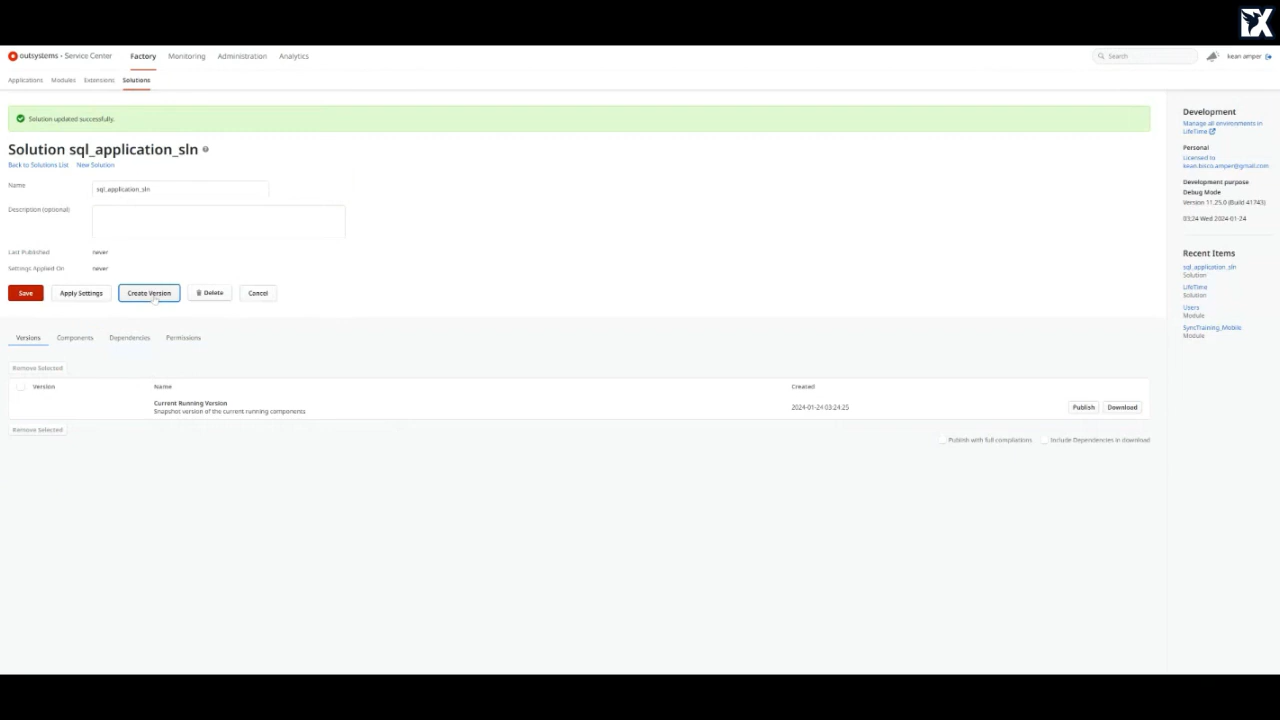 outsystems • Service Center
Factory
Monitoring
Administration
Analytics
Search
kean amper
Applications
Modules
Extensions
Solutions
Solution updated successfully.
Solution sql_application_sln
Back to Solutions List
New Solution
Name
sql_application_sln
Description (optional)
Last Published
never
Settings Applied On
never
Save
Apply Settings
Create Version
Delete
Cancel
Versions
Components
Dependencies
Permissions
Remove Selected
Version
Name
Created
Current Running Version
Snapshot version of the current running components
2024-01-24 03:24:25
Publish
Download
Remove Selected
Publish with full compilations
Include Dependencies in download
Development
Manage all environments in
LifeTime
Personal
Licensed to
Development purpose
Debug Mode
Version 11.25.0 (Build 41743)
03:24 Wed 2024-01-24
Recent Items
sql_application_sln
Solution
LifeTime
Solution
Users
Module
SyncTraining_Mobile
Module